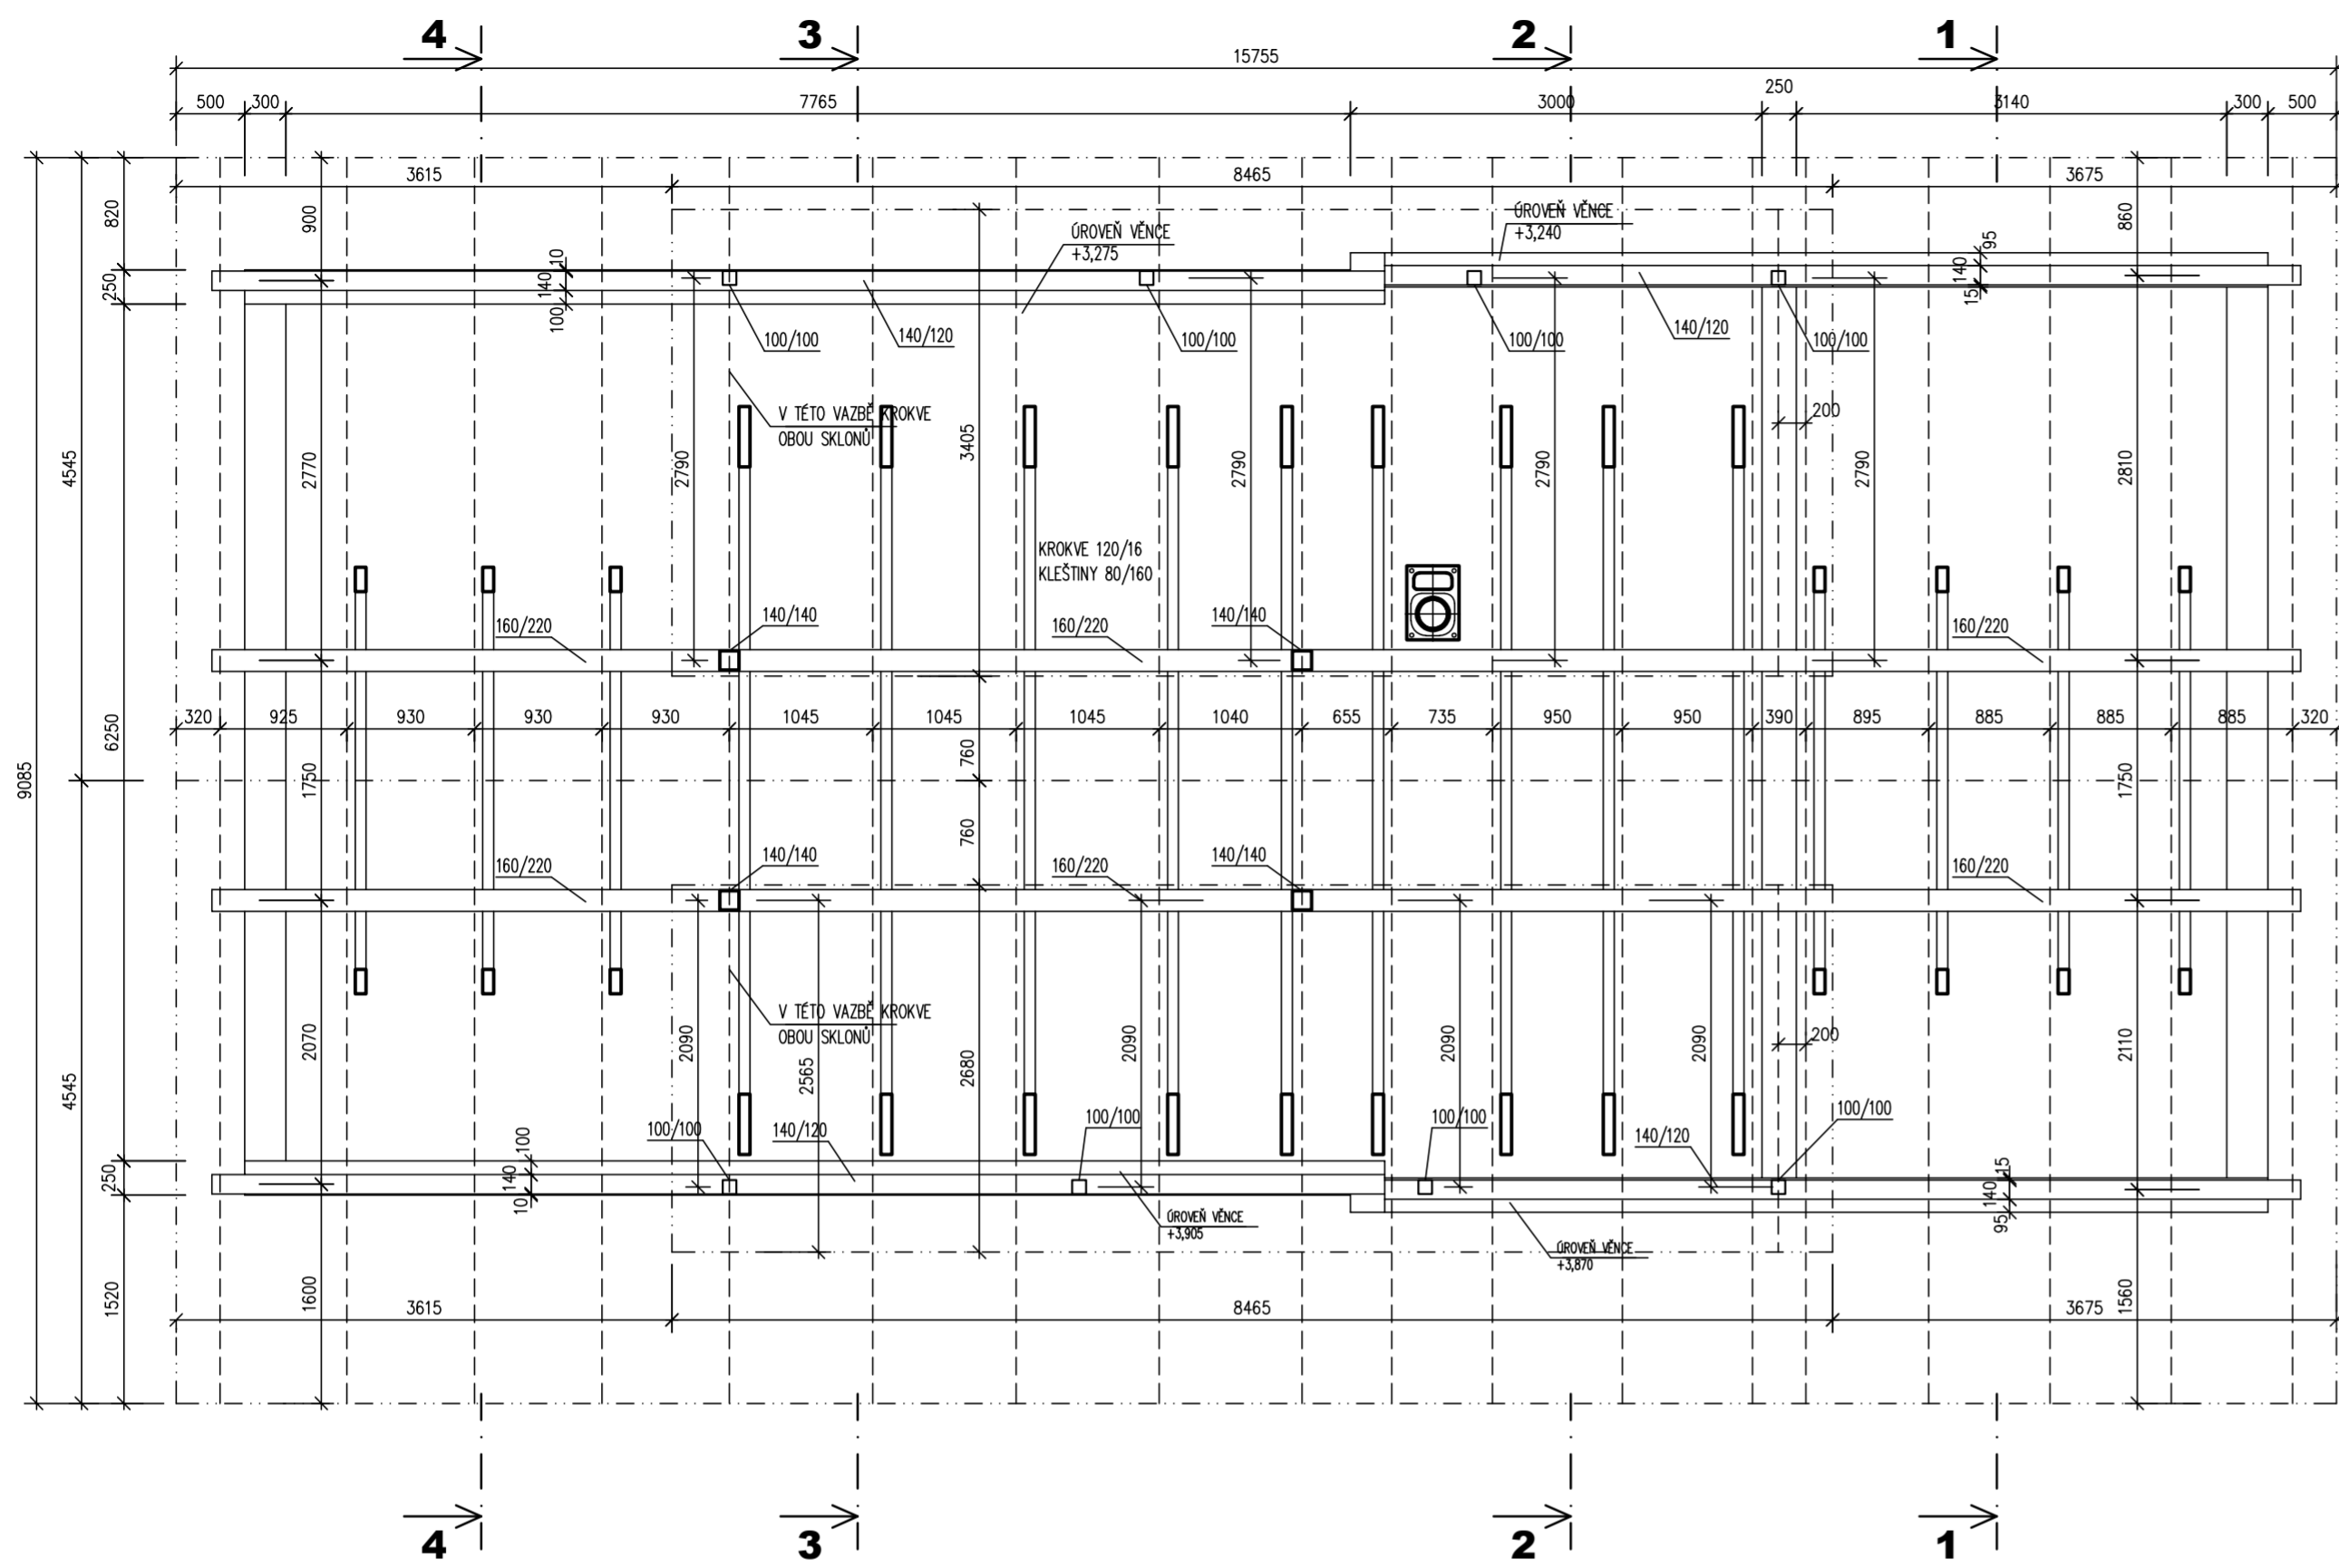 4 3 2 1
15755
500 300 7765 3000 250 3140 300 500
3615 8465 3675
820 900 860
ÚROVEŇ VĚNCE
+3,275
ÚROVEŇ VĚNCE
+3,240
250 10 140 100 95 140 15
100/100 140/120 100/100 100/100 140/120 100/100
V TÉTO VAZBĚ KROKVE
OBOU SKLONŮ
200
4545 2770 2790 3405 2790 2790 2790 2810
KROKVE 120/16
KLEŠTINY 80/160
160/220 140/140 160/220 140/140 160/220
320 925 930 930 930 1045 1045 1045 1040 655 735 950 950 390 895 885 885 885 320
9085 6250 1750 760 760 1750
160/220 140/140 160/220 140/140 160/220
V TÉTO VAZBĚ KROKVE
OBOU SKLONŮ
200
4545 2070 2090 2565 2680 2090 2090 2090 2110
100/100 140/120 100/100 100/100 140/120 100/100
250 100 140 10 15 140 95
ÚROVEŇ VĚNCE
+3,905
ÚROVEŇ VĚNCE
+3,870
1520 1600 1560
3615 8465 3675
4 3 2 1